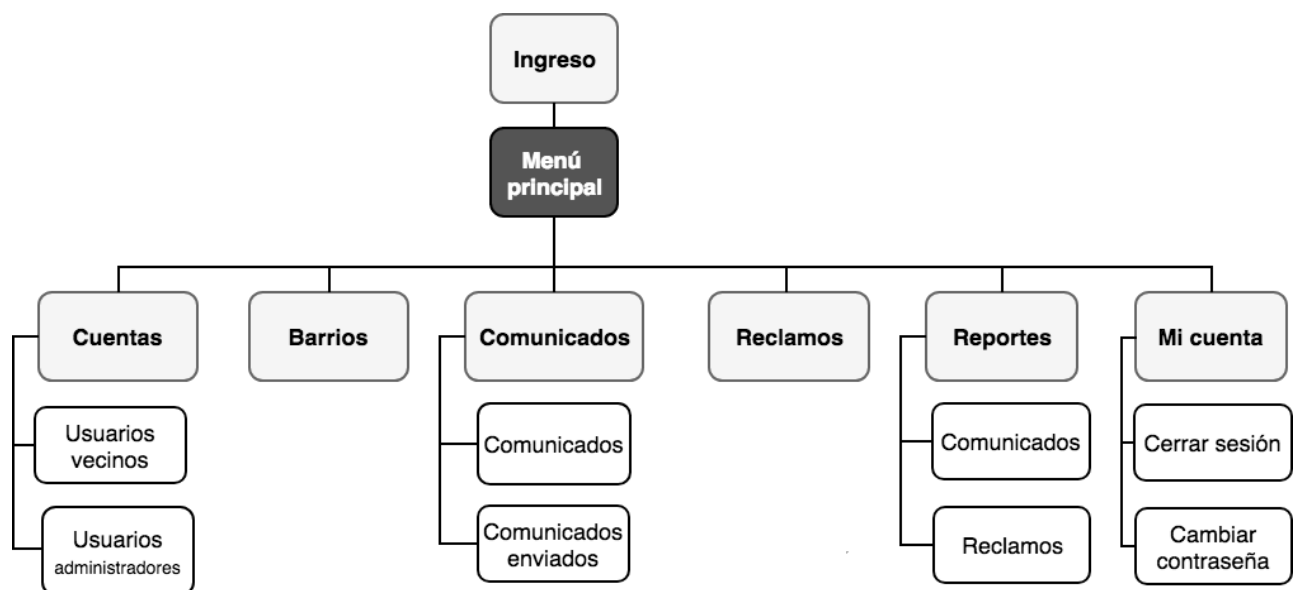 Ingreso
Menú
principal
Cuentas
Barrios
Comunicados
Reclamos
Reportes
Mi cuenta
Usuarios
vecinos
Comunicados
Comunicados
Cerrar sesión
Usuarios
administradores
Comunicados
enviados
Reclamos
Cambiar
contraseña